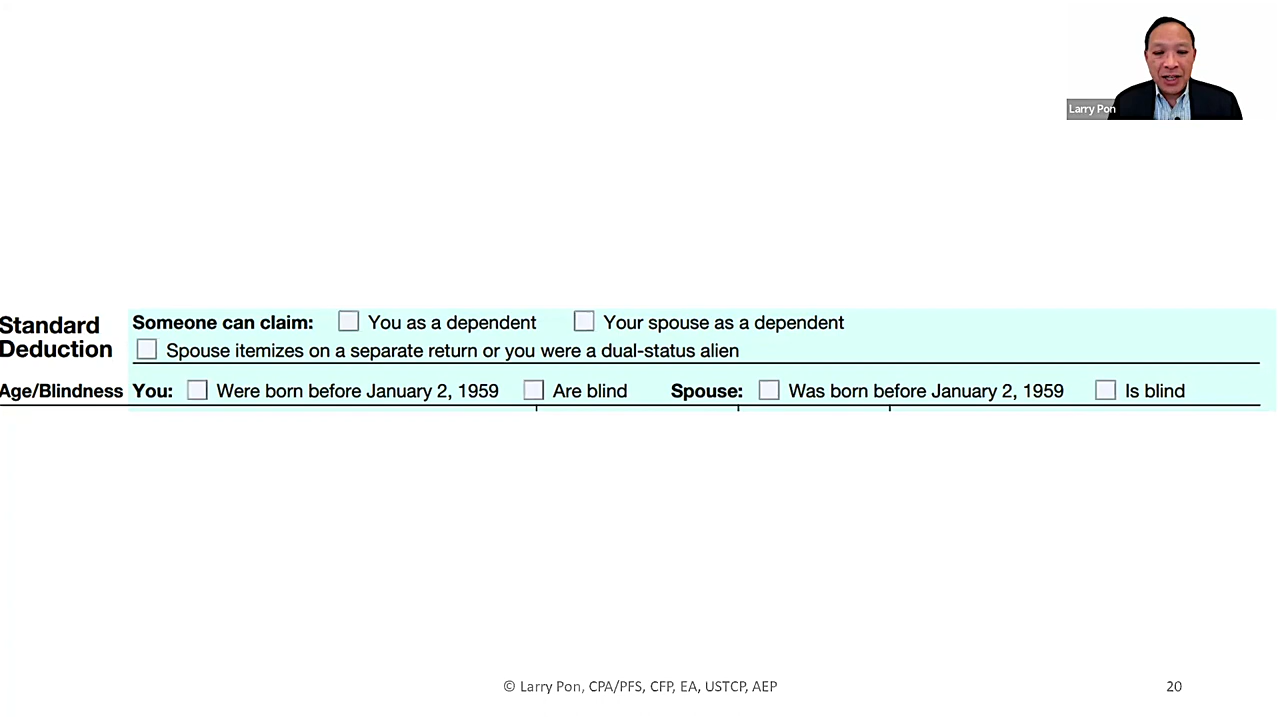 Larry Pon
Standard
Deduction
Someone can claim: You as a dependent Your spouse as a dependent
Spouse itemizes on a separate return or you were a dual-status alien
Age/Blindness You: Were born before January 2, 1959 Are blind Spouse: Was born before January 2, 1959 Is blind
© Larry Pon, CPA/PFS, CFP, EA, USTCP, AEP
20